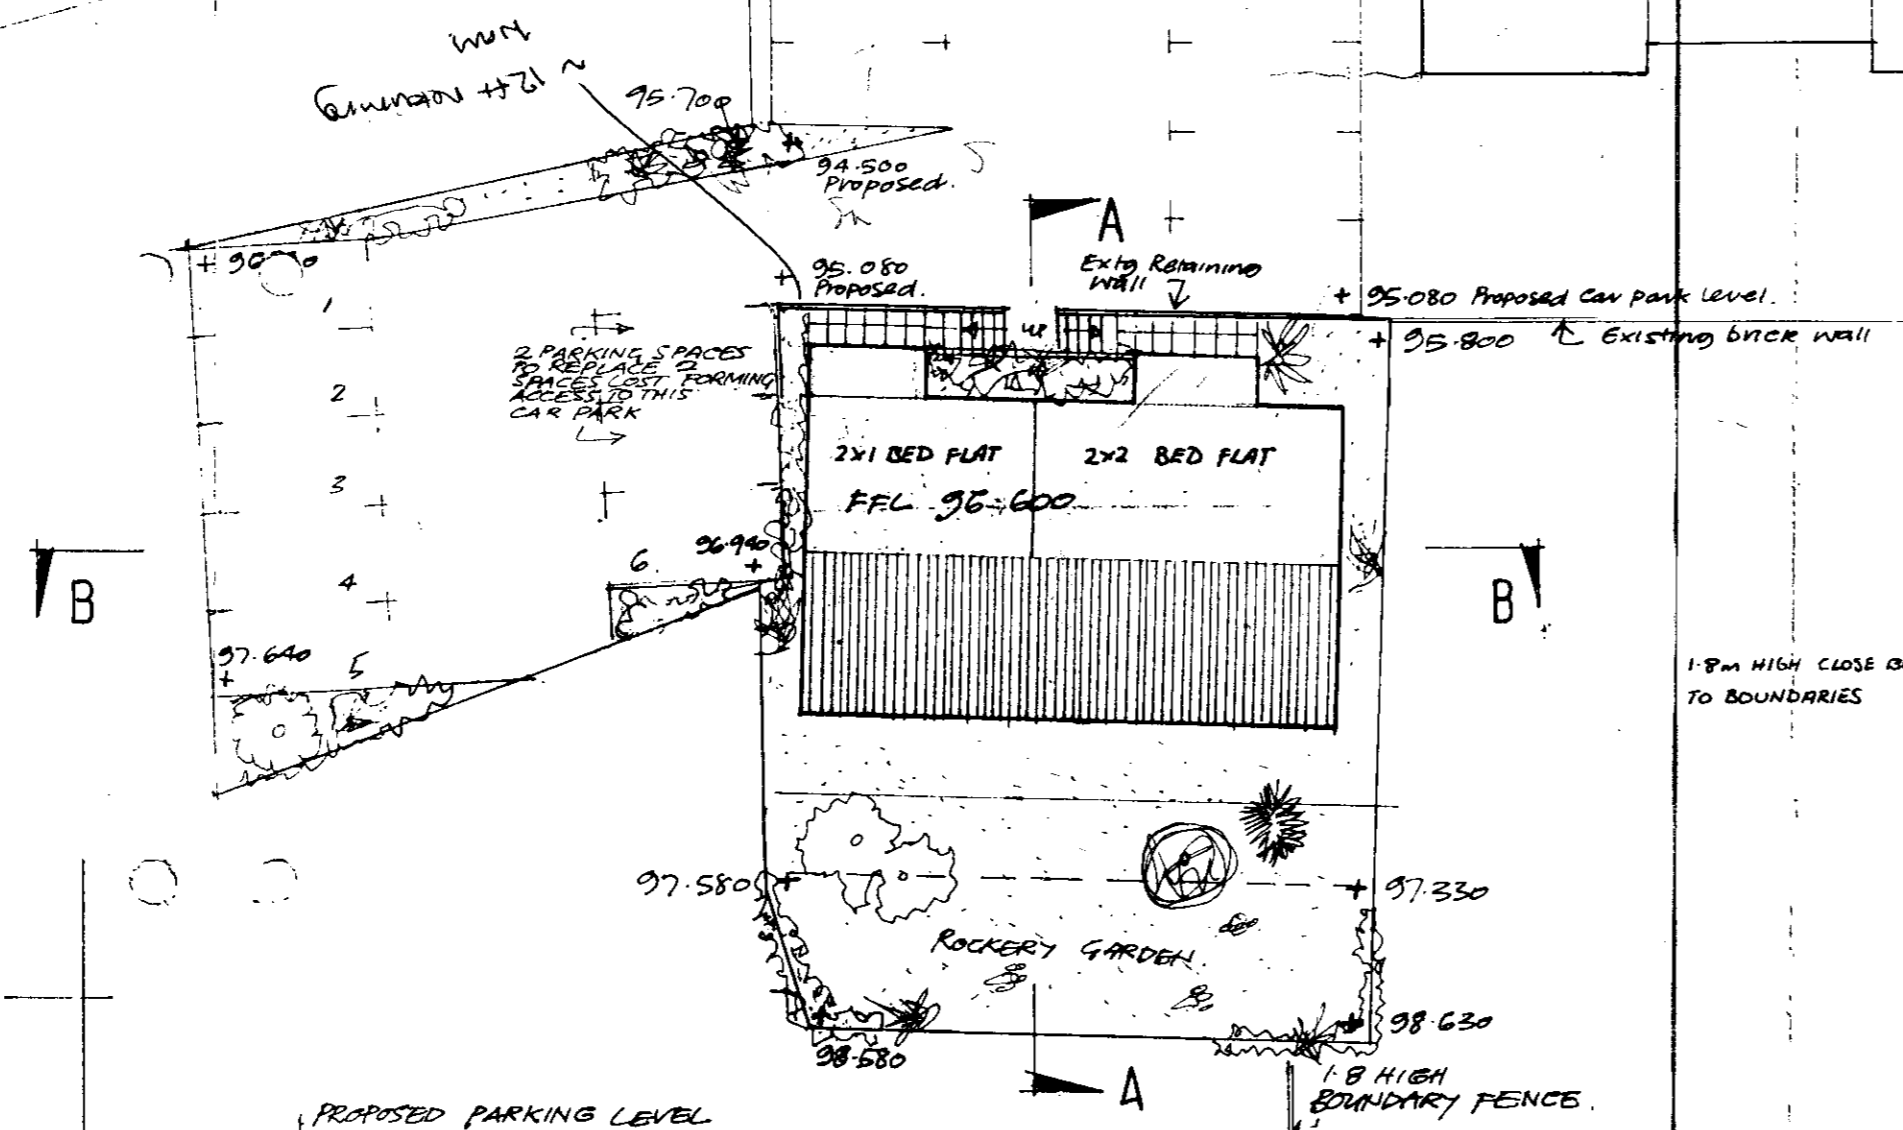 95.700
94.500
Proposed.
A
95.080
Proposed.
Extg Retaining
Wall
+ 95.080 Proposed Car park Level.
95.800
Existing brick wall
1
2 PARKING SPACES
TO REPLACE 2
SPACES LOST FORMING
ACCESS TO THIS
CAR PARK
2
2x1 BED FLAT
2x2 BED FLAT
3
FFL 96.600
96.940
6.
4
B
B
97.640
5
1.8m HIGH CLOSE
TO BOUNDARIES
97.580
97.330
ROCKERY GARDEN.
98.580
98.630
A
1.8 HIGH
BOUNDARY FENCE.
PROPOSED PARKING LEVEL